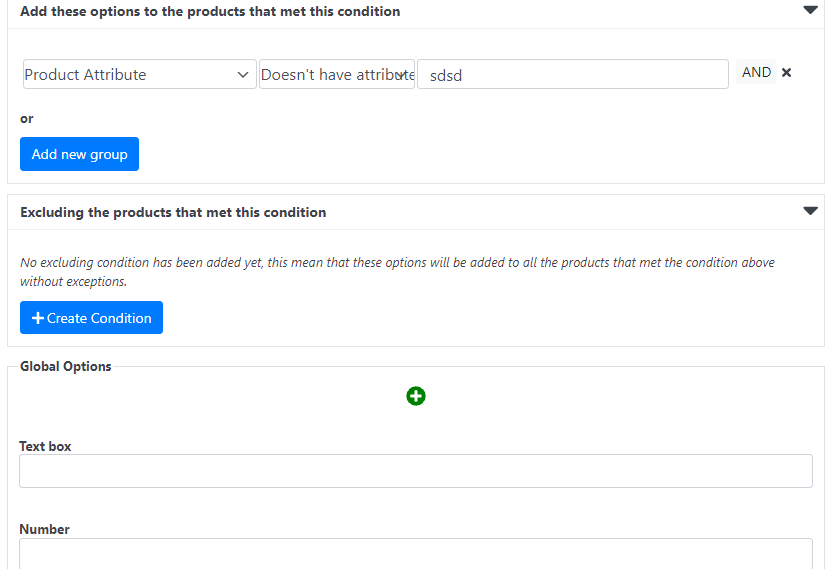 Add these options to the products that met this condition
Product Attribute
Doesn't have attribute
sdsd
AND
or
Add new group
Excluding the products that met this condition
No excluding condition has been added yet, this mean that these options will be added to all the products that met the condition above
without exceptions.
Create Condition
Global Options
Text box
Number